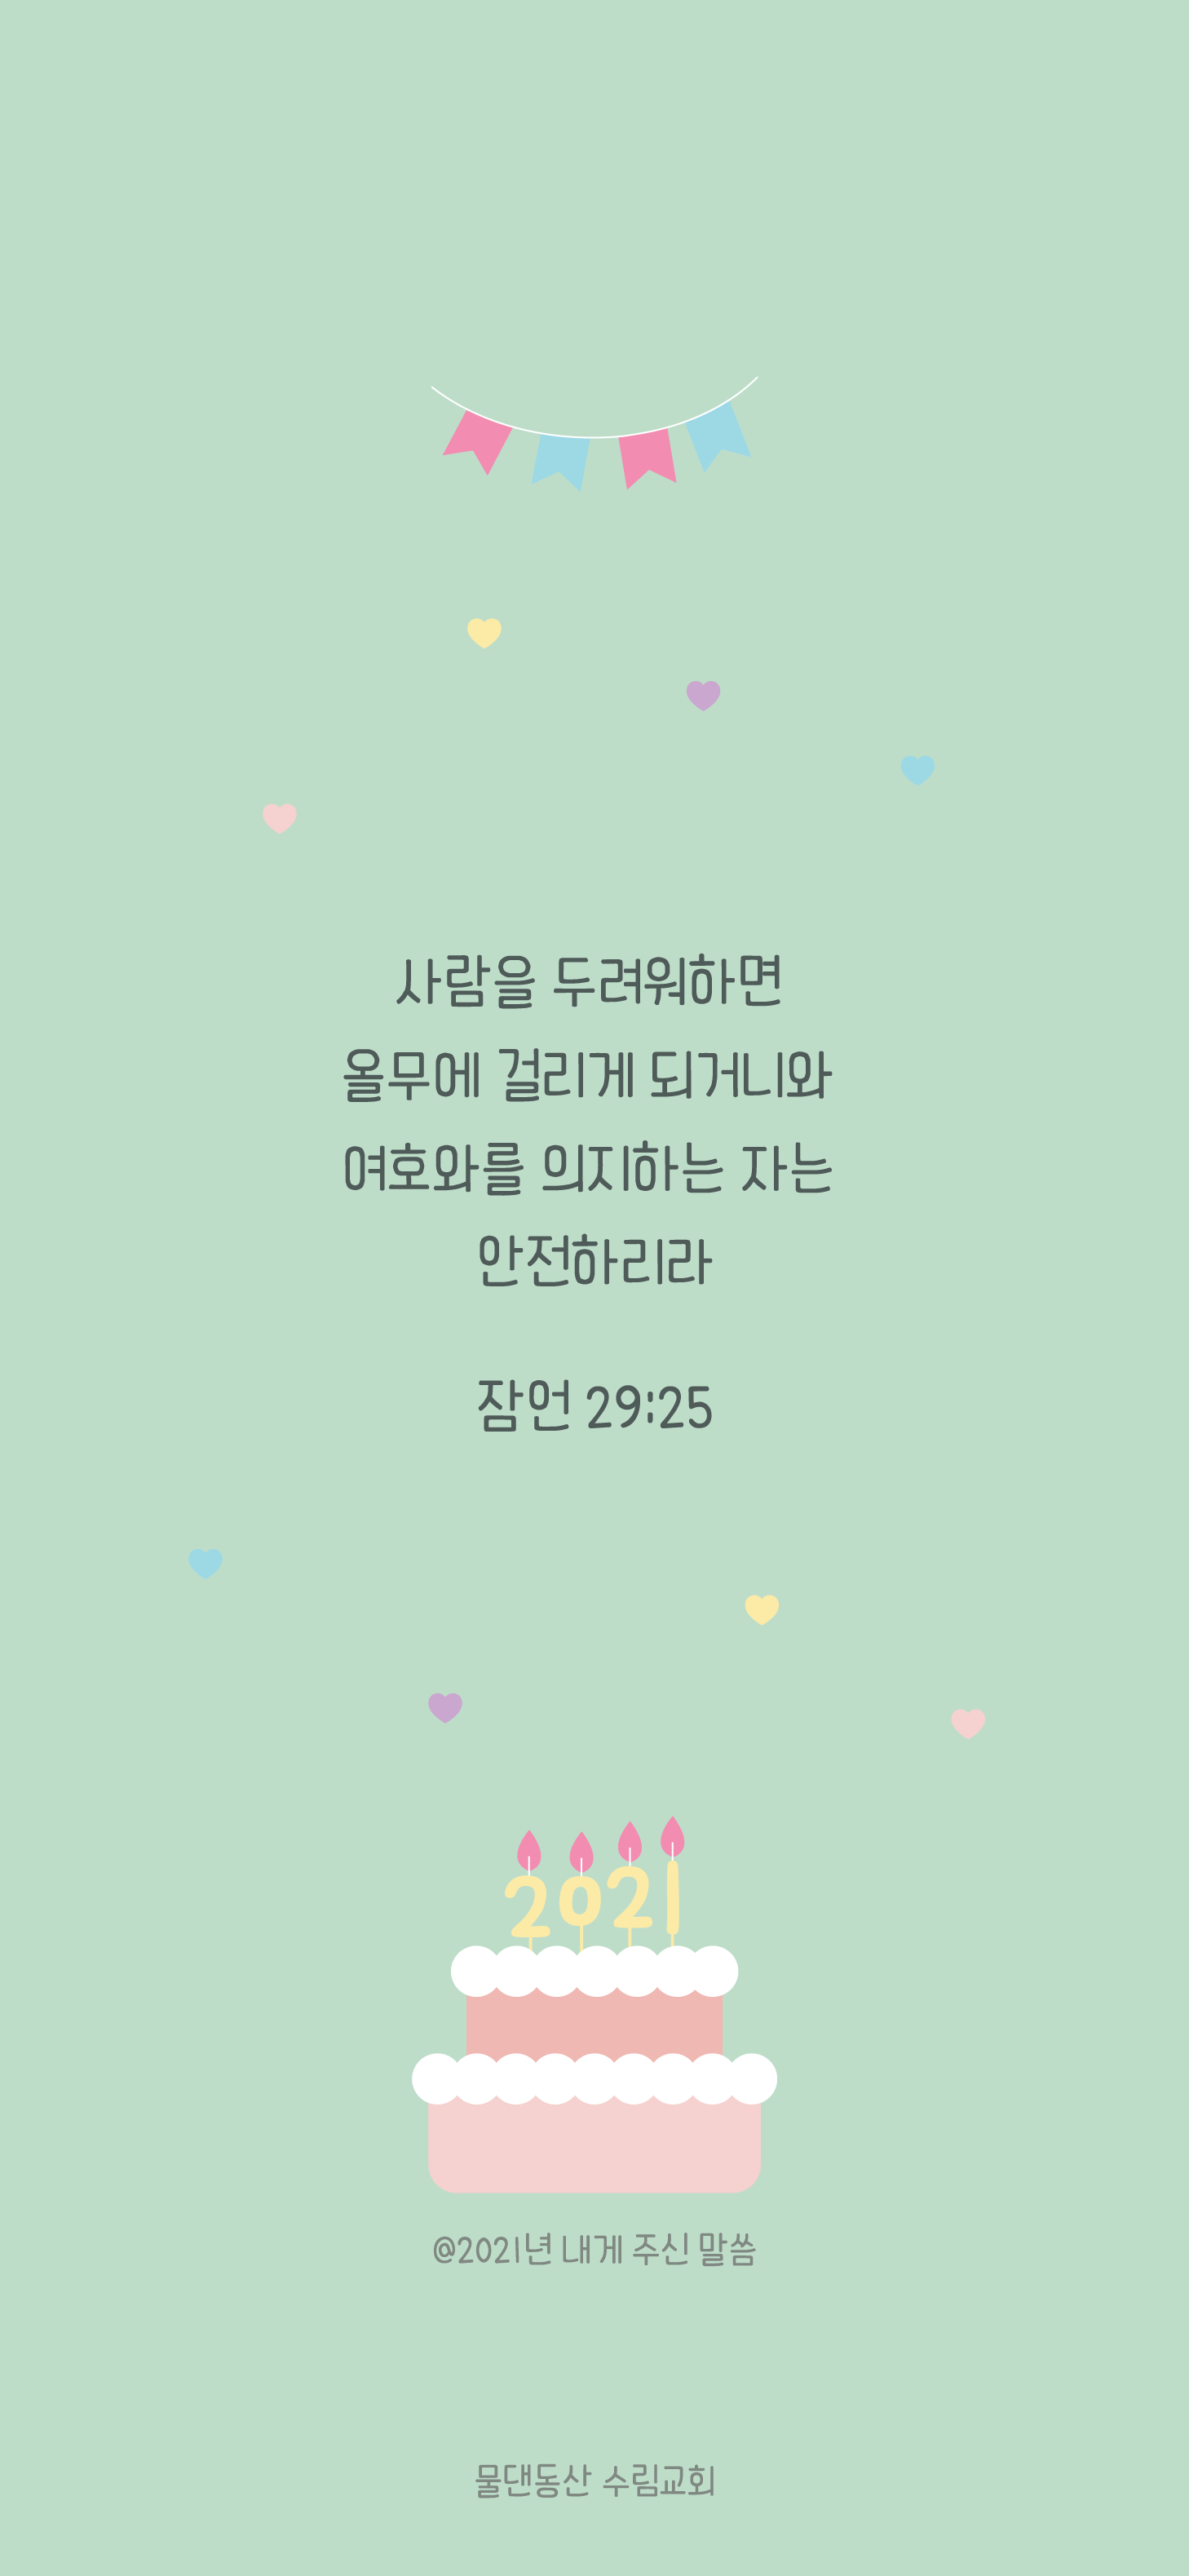 사람을 두려워하면
올무에 걸리게 되거니와
여호와를 의지하는 자는
안전하리라
잠언 29:25
2021
@2021년 내게 주신 말씀
물댄동산 수림교회